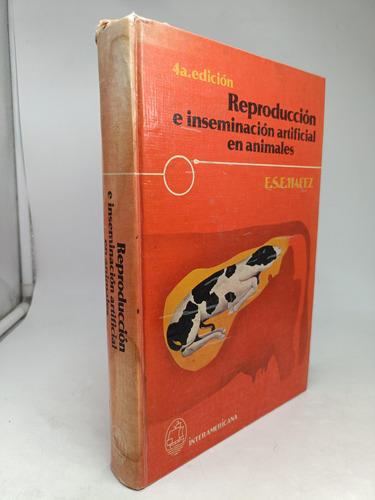 4a.edición
Reproducción
e inseminación artificial
en animales
E.S.E.HAFEZ
INTERAMERICANA
Reproducción
e inseminación artificial
en animales